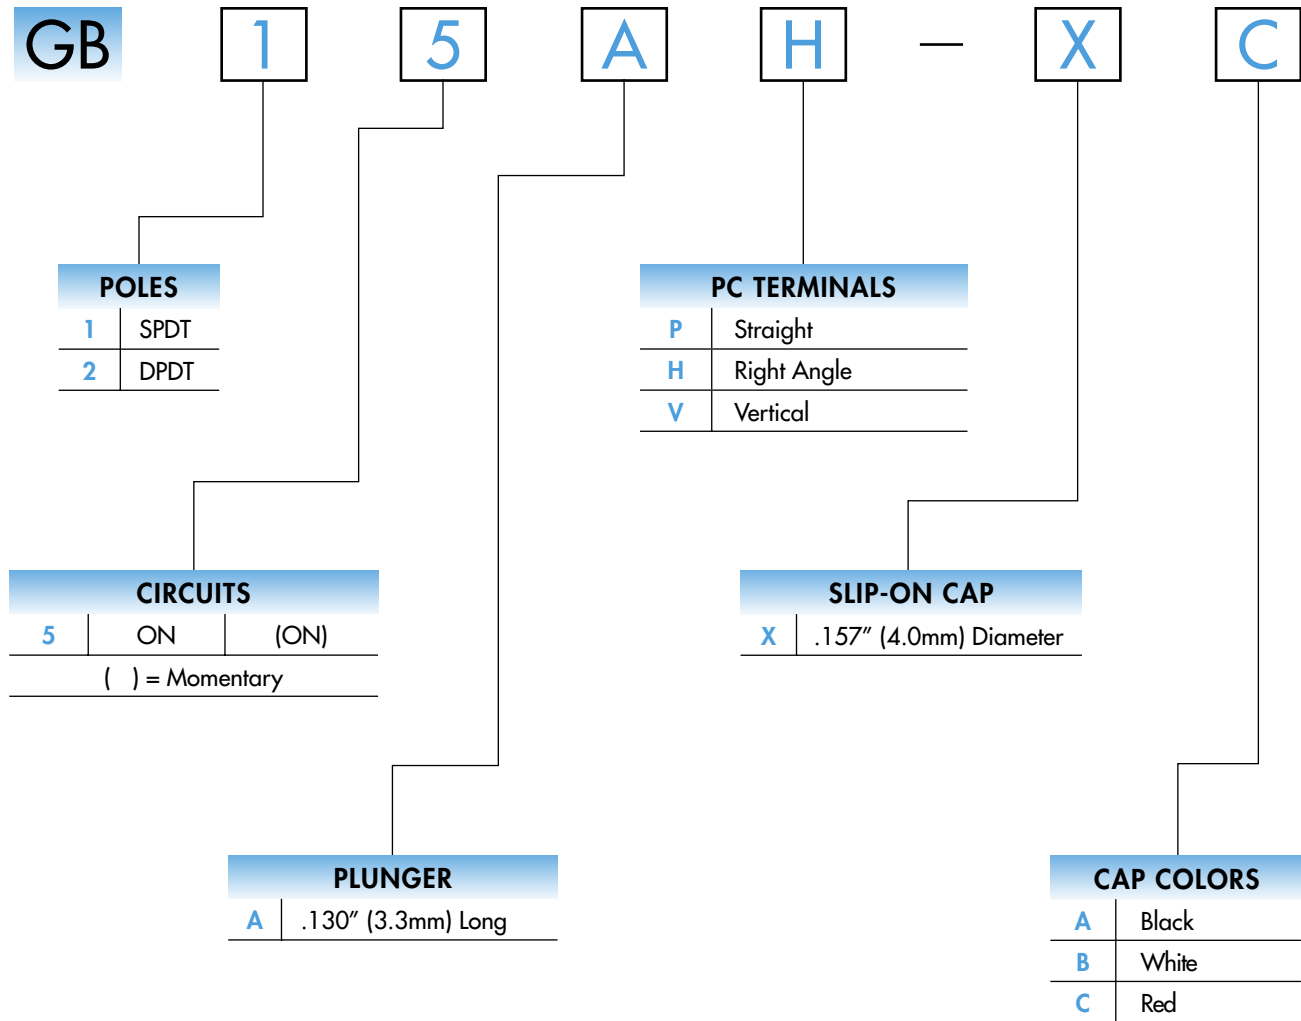 GB 1 5 A H — X C
POLES
1 SPDT
2 DPDT
PC TERMINALS
P Straight
H Right Angle
V Vertical
CIRCUITS
5 ON (ON)
( ) = Momentary
SLIP-ON CAP
X .157” (4.0mm) Diameter
PLUNGER
A .130” (3.3mm) Long
CAP COLORS
A Black
B White
C Red